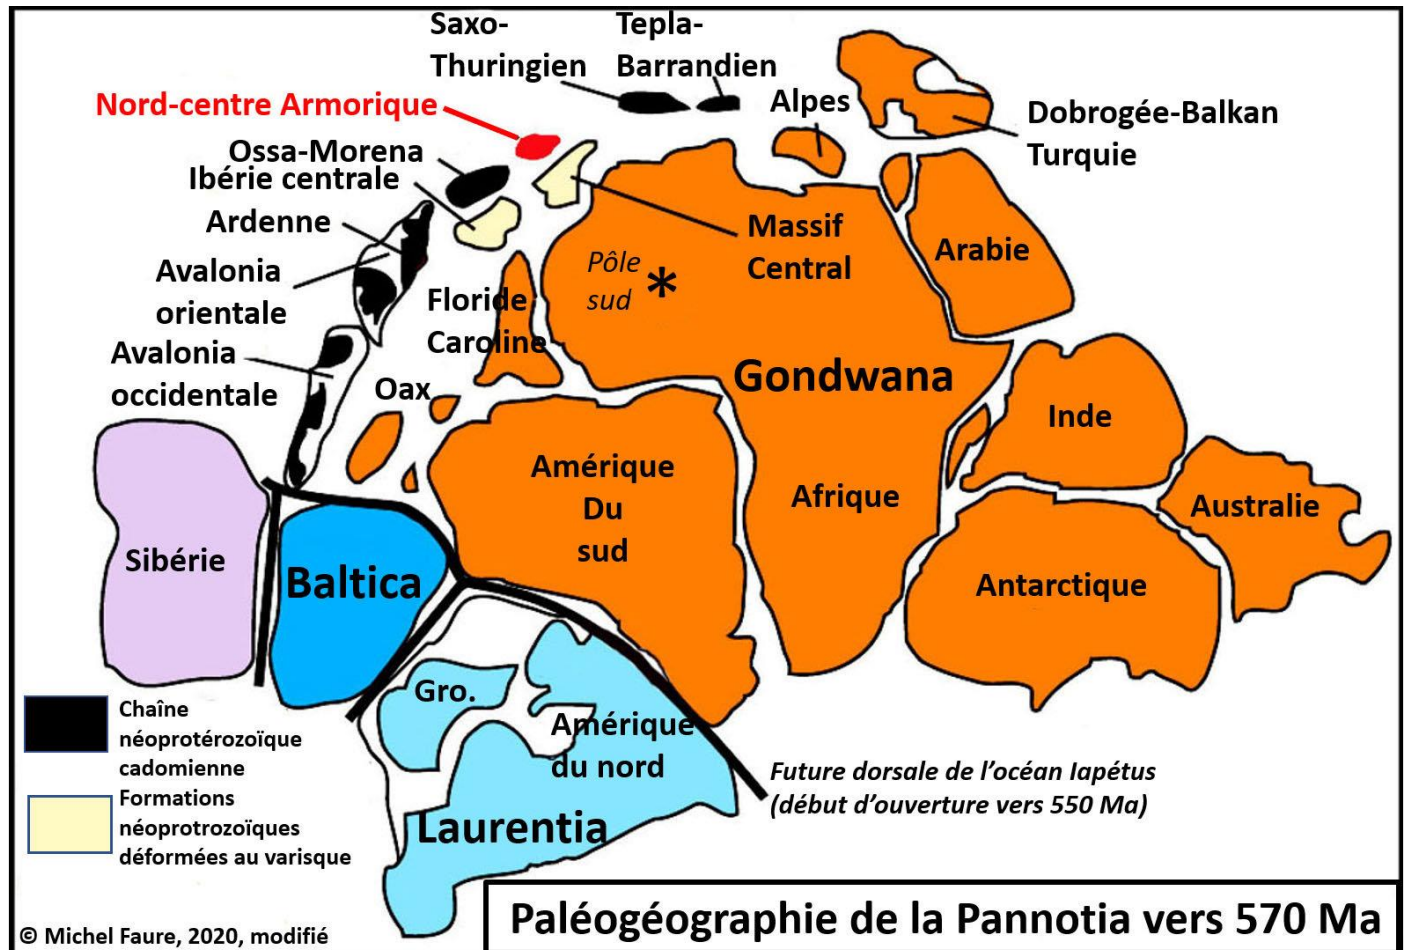 Saxo-
Thuringien
Tepla-
Barrandien
Alpes
Dobrogée-Balkan
Turquie
Nord-centre Armorique
Ossa-Morena
Ibérie centrale
Ardenne
Avalonia
orientale
Avalonia
occidentale
Massif
Central
Arabie
Pôle
sud
*
Floride
Caroline
Oax
Gondwana
Inde
Amérique
Du
sud
Afrique
Australie
Sibérie
Baltica
Antarctique
Gro.
Amérique
du nord
Laurentia
Future dorsale de l’océan Iapétus
(début d’ouverture vers 550 Ma)
Chaîne
néoprotérozoïque
cadomienne
Formations
néoprotrozoïques
déformées au varisque
© Michel Faure, 2020, modifié
Paléogéographie de la Pannotia vers 570 Ma